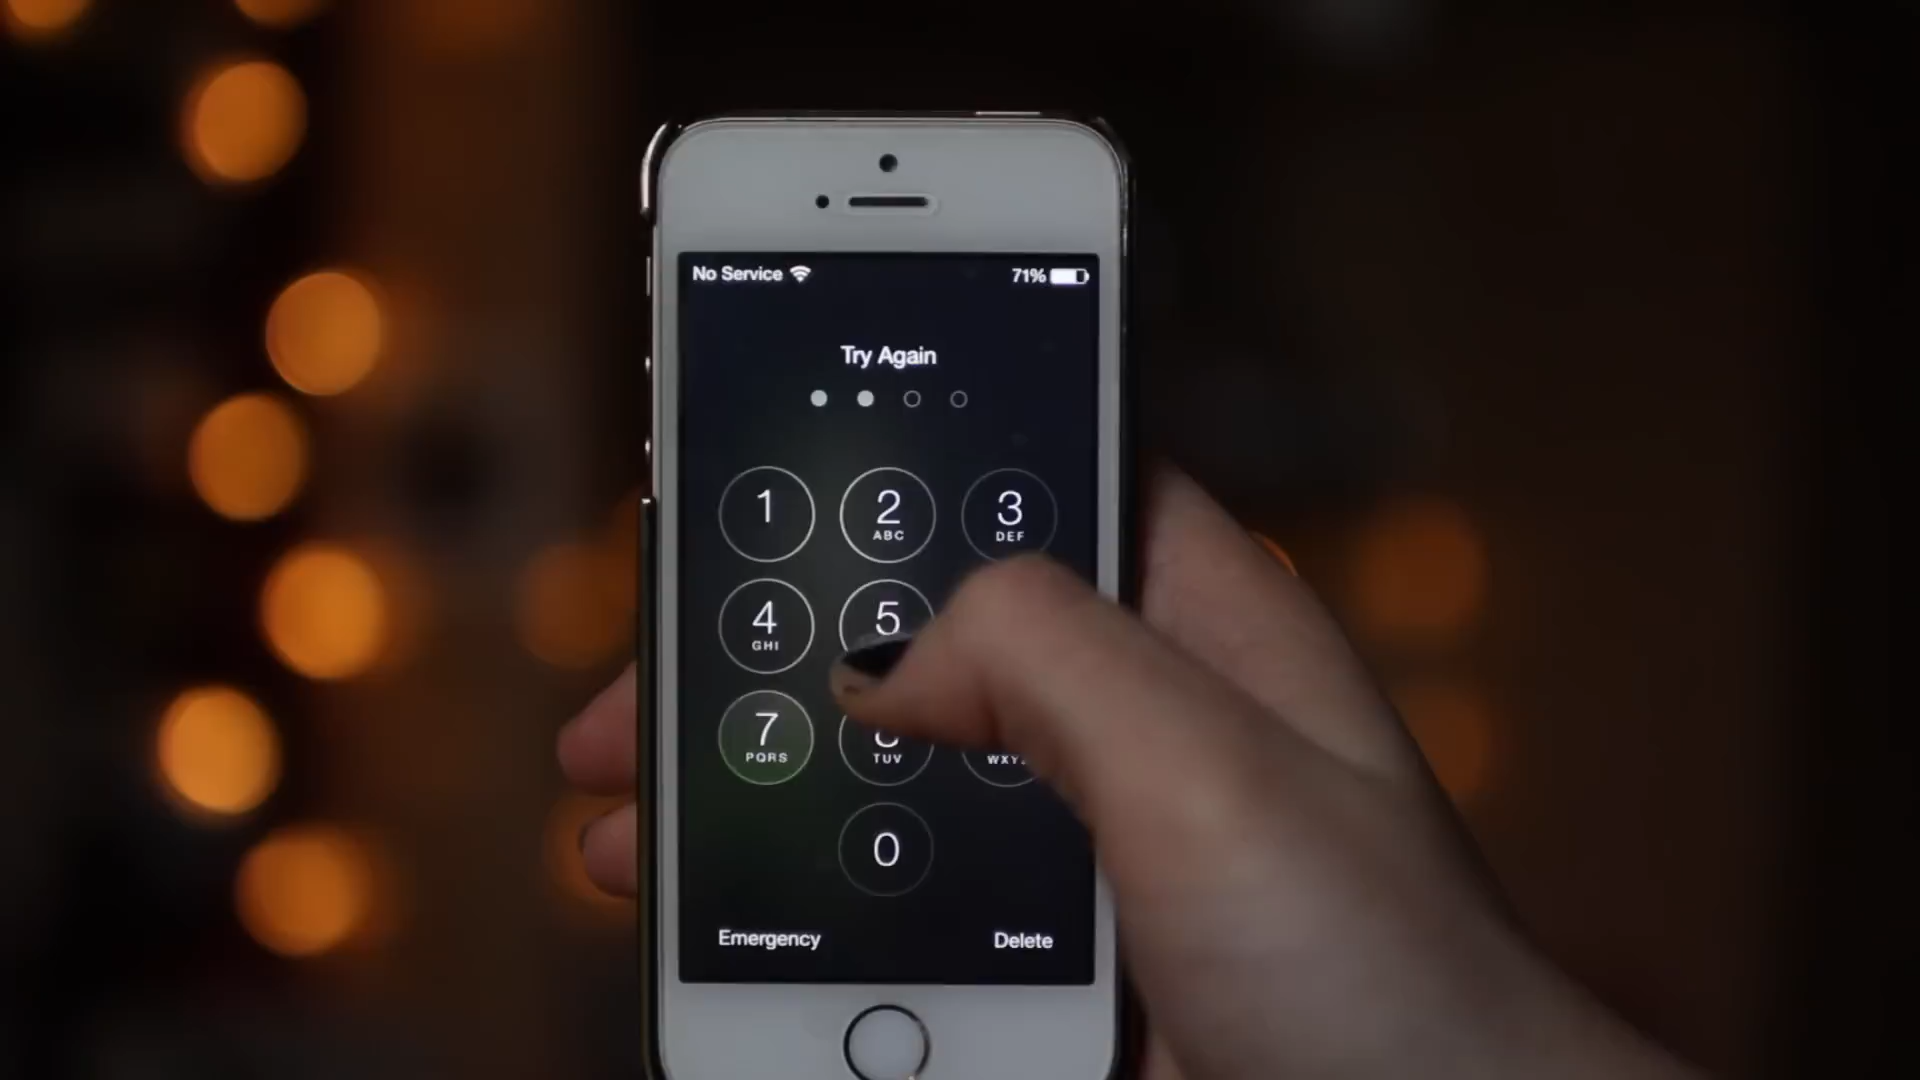 No Service 71%
Try Again
1 2 3
ABC DEF
4 5
GHI
7
PQRS TUV WXY
0
Emergency Delete